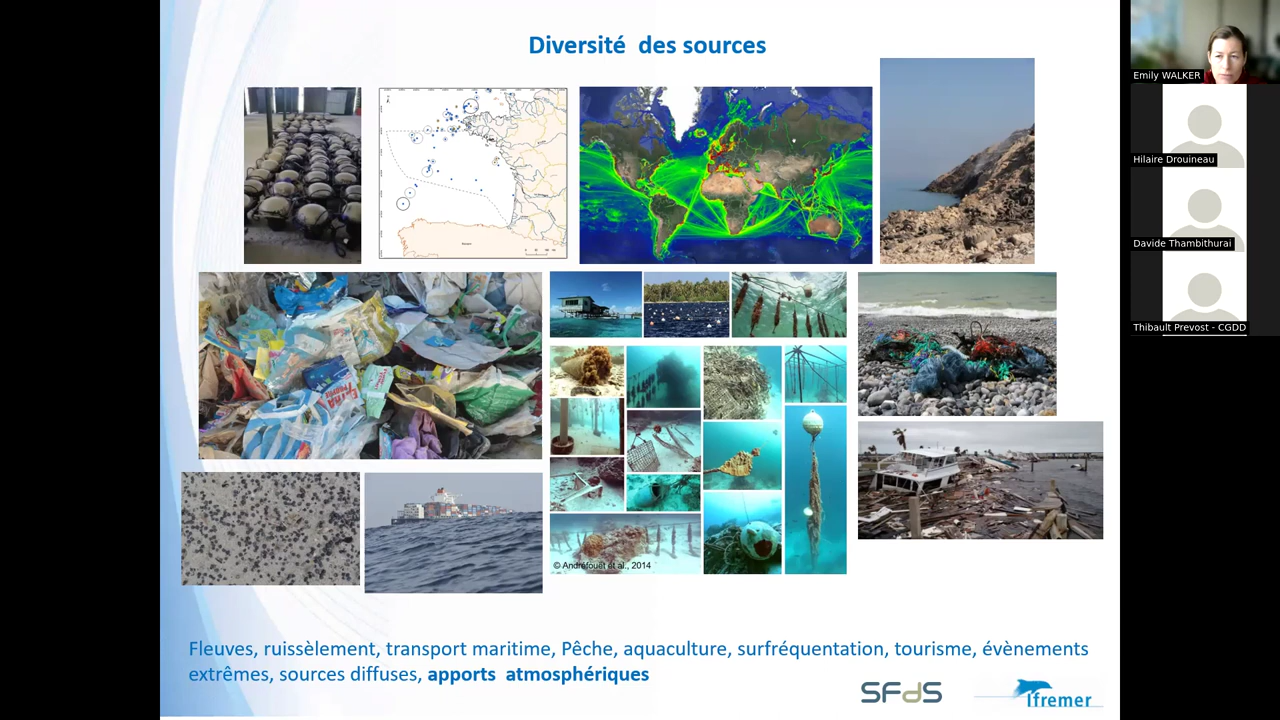 Diversité  des sources
Emily WALKER
Hilaire Drouineau
Davide Thambithurai
Thibault Prevost - CGDD
© Andréfouët et al., 2014
Fleuves, ruissèlement, transport maritime, Pêche, aquaculture, surfréquentation, tourisme, évènements
extrêmes, sources diffuses, apports  atmosphériques
SFdS
Ifremer